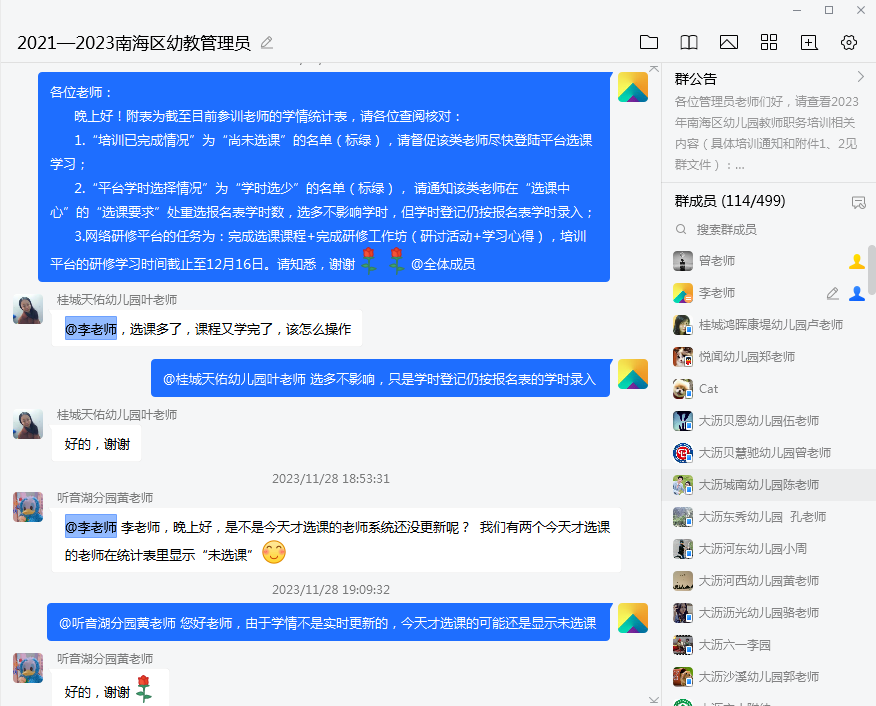 2021—2023南海区幼教管理员
各位老师：
晚上好！附表为截至目前参训老师的学情统计表，请各位查阅核对：
1.“培训已完成情况”为“尚未选课”的名单（标绿），请督促该类老师尽快登陆平台选课
学习；
2.“平台学时选择情况”为“学时选少”的名单（标绿），请通知该类老师在“选课中
心”的“选课要求”处重选报名表学时数，选多不影响学时，但学时登记仍按报名表学时录入；
3.网络研修平台的任务为：完成选课课程+完成研修工作坊（研讨活动+学习心得），培训
平台的研修学习时间截止至12月16日。请知悉，谢谢 @全体成员
桂城天佑幼儿园叶老师
@李老师，选课多了，课程又学完了，该怎么操作
@桂城天佑幼儿园叶老师 选多不影响，只是学时登记仍按报名表的学时录入
桂城天佑幼儿园叶老师
好的，谢谢
2023/11/28 18:53:31
听音湖分园黄老师
@李老师 李老师，晚上好，是不是今天才选课的老师系统还没更新呢？ 我们有两个今天才选课
的老师在统计表里显示“未选课”
2023/11/28 19:09:32
@听音湖分园黄老师 您好老师，由于学情不是实时更新的，今天才选课的可能还是显示未选课
听音湖分园黄老师
好的，谢谢
群公告
各位管理员老师们好，请查看2023
年南海区幼儿园教师职务培训相关
内容（具体培训通知和附件1、2见
群文件）：...
群成员 (114/499)
搜索群成员
曾老师
李老师
桂城鸿晖康堤幼儿园卢老师
悦闻幼儿园郑老师
Cat
大沥贝恩幼儿园伍老师
大沥贝慧驰幼儿园曾老师
大沥城南幼儿园陈老师
大沥东秀幼儿园 孔老师
大沥河东幼儿园小周
大沥河西幼儿园黄老师
大沥沥光幼儿园骆老师
大沥六一李园
大沥沙溪幼儿园郭老师